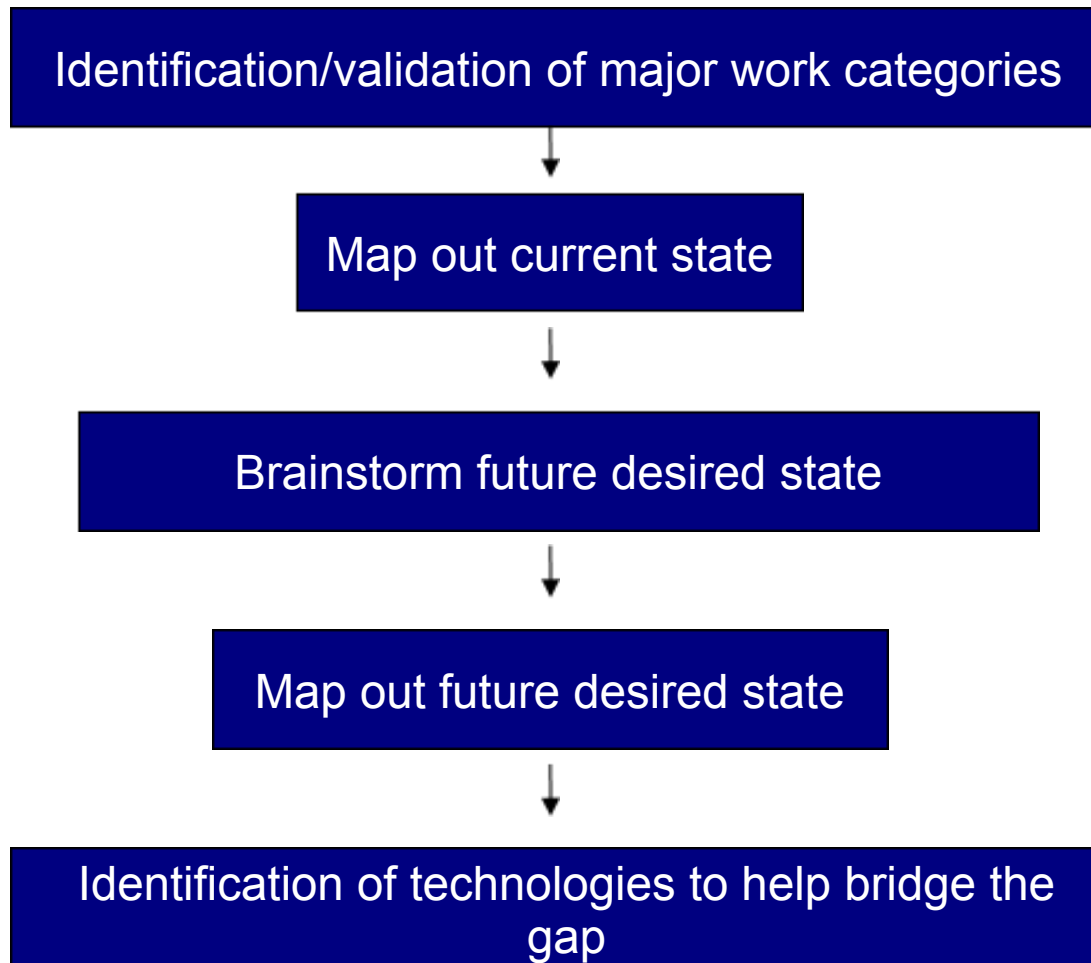 Identification/validation of major work categories
Map out current state
Brainstorm future desired state
Map out future desired state
Identification of technologies to help bridge the
gap